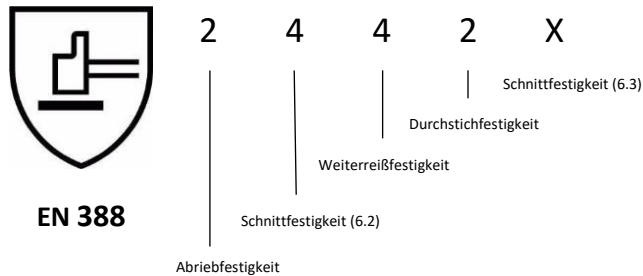 2 4 4 2 X
Schnittfestigkeit (6.3)
Durchstichfestigkeit
Weiterreißfestigkeit
EN 388
Schnittfestigkeit (6.2)
Abriebfestigkeit